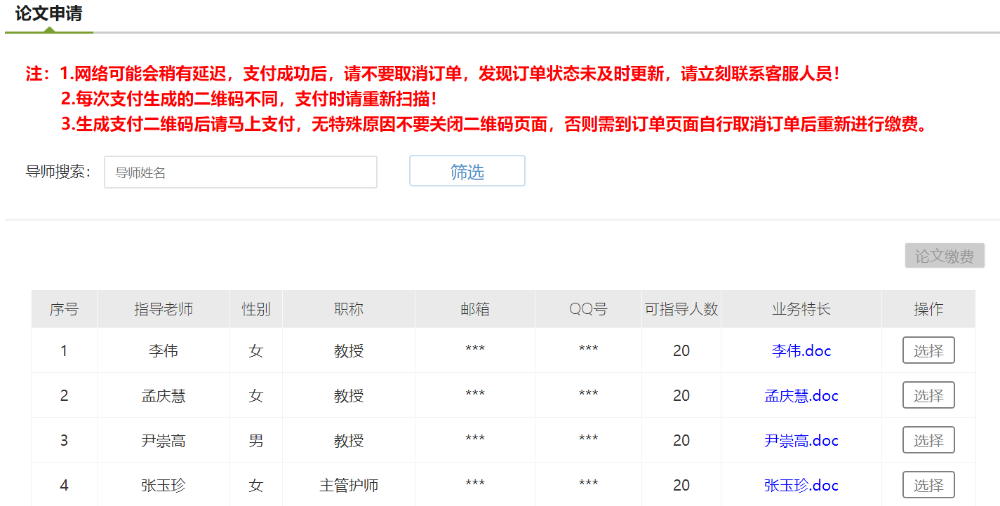 论文申请
注：1.网络可能会稍有延迟，支付成功后，请不要取消订单，发现订单状态未及时更新，请立刻联系客服人员！
2.每次支付生成的二维码不同，支付时请重新扫描！
3.生成支付二维码后请马上支付，无特殊原因不要关闭二维码页面，否则需到订单页面自行取消订单后重新进行缴费。
导师搜索： 导师姓名 筛选
论文缴费
序号 指导老师 性别 职称 邮箱 QQ号 可指导人数 业务特长 操作
1 李伟 女 教授 *** *** 20 李伟.doc 选择
2 孟庆慧 女 教授 *** *** 20 孟庆慧.doc 选择
3 尹崇高 男 教授 *** *** 20 尹崇高.doc 选择
4 张玉珍 女 主管护师 *** *** 20 张玉珍.doc 选择